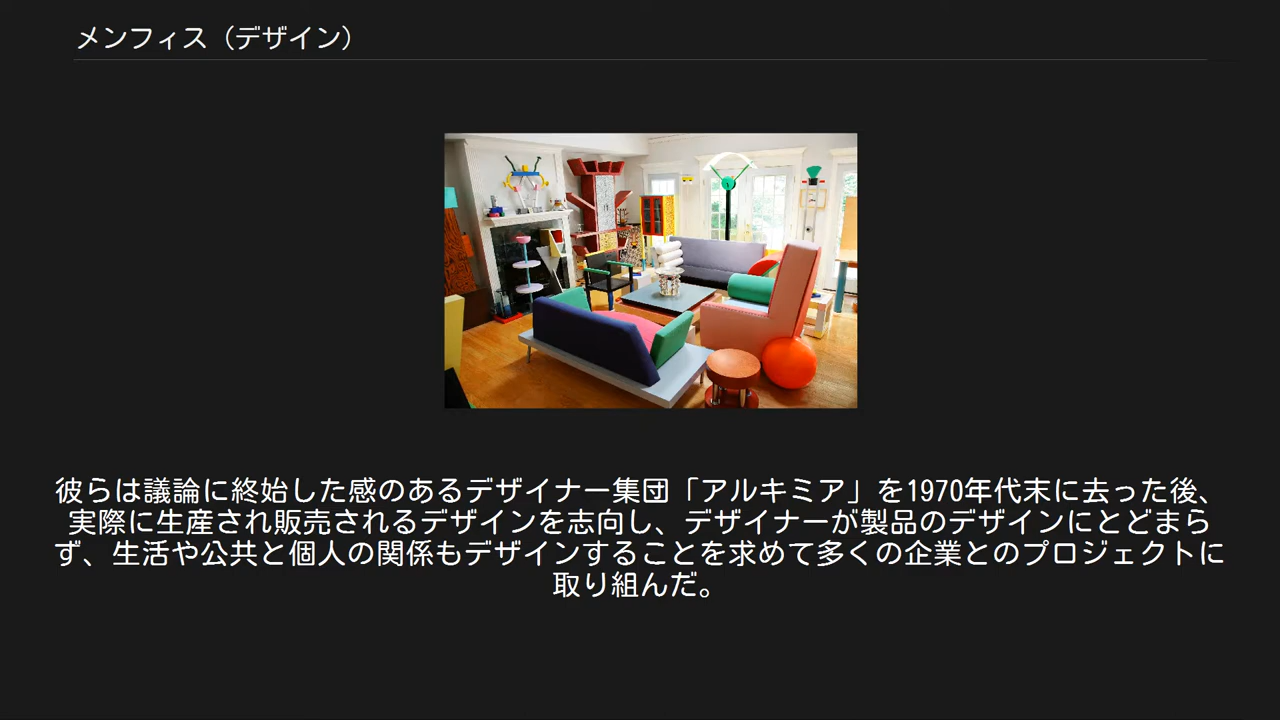 メンフィス（デザイン）
彼らは議論に終始した感のあるデザイナー集団「アルキミア」を1970年代末に去った後、
実際に生産され販売されるデザインを志向し、デザイナーが製品のデザインにとどまら
ず、生活や公共と個人の関係もデザインすることを求めて多くの企業とのプロジェクトに
取り組んだ。